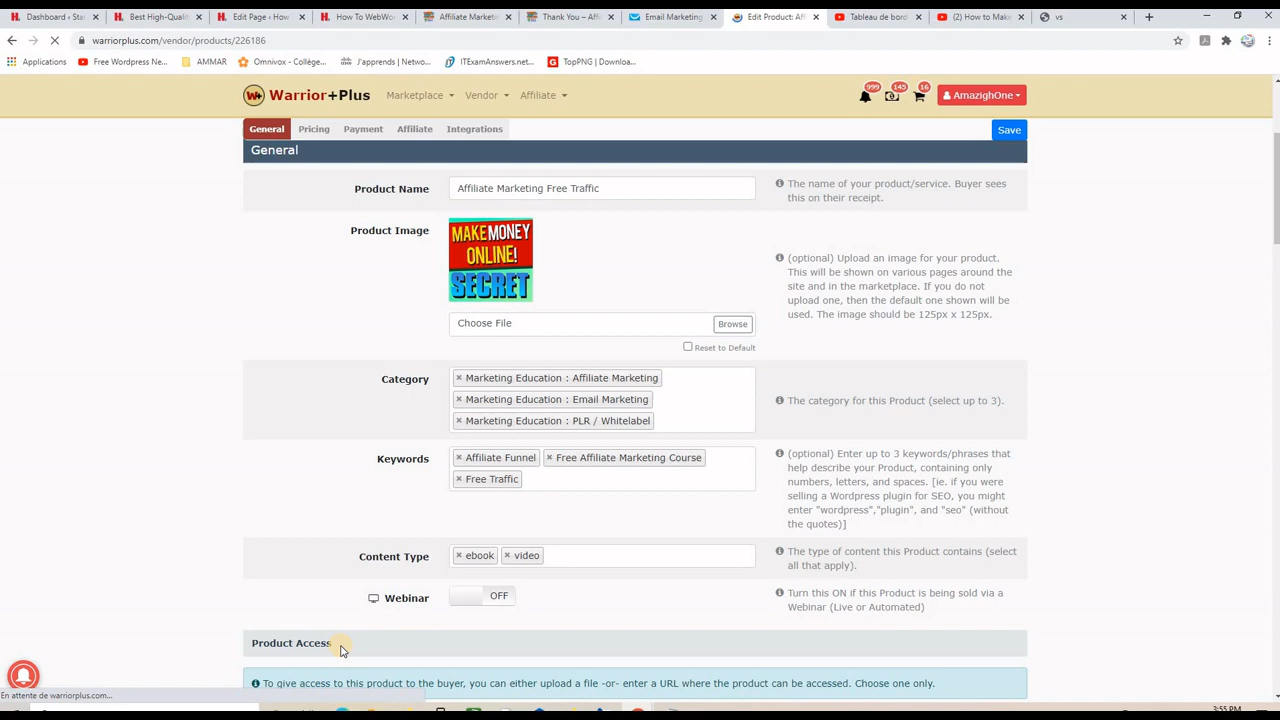 Dashboard ‹ Star
Best High-Quality
Edit Page ‹ How
How To WebWor
Affiliate Marketin
Thank You – Affili
Email Marketing
Edit Product: Aff
Tableau de bord
(2) How to Make
vs
warriorplus.com/vendor/products/226186
Applications
Free Wordpress Ne...
AMMAR
Omnivox - Collège...
J'apprends | Netwo...
ITExamAnswers.net...
TopPNG | Downloa...
Warrior+Plus
Marketplace
Vendor
Affiliate
999
145
16
AmazighOne
General
Pricing
Payment
Affiliate
Integrations
Save
General
Product Name
Affiliate Marketing Free Traffic
The name of your product/service. Buyer sees
this on their receipt.
Product Image
MAKE MONEY
ONLINE!
SECRET
(optional) Upload an image for your product.
This will be shown on various pages around the
site and in the marketplace. If you do not
upload one, then the default one shown will be
used. The image should be 125px x 125px.
Choose File
Browse
Reset to Default
Category
× Marketing Education : Affiliate Marketing
× Marketing Education : Email Marketing
× Marketing Education : PLR / Whitelabel
The category for this Product (select up to 3).
Keywords
× Affiliate Funnel
× Free Affiliate Marketing Course
× Free Traffic
(optional) Enter up to 3 keywords/phrases that
help describe your Product, containing only
numbers, letters, and spaces. [ie. if you were
selling a Wordpress plugin for SEO, you might
enter "wordpress","plugin", and "seo" (without
the quotes)]
Content Type
× ebook
× video
The type of content this Product contains (select
all that apply).
Webinar
OFF
Turn this ON if this Product is being sold via a
Webinar (Live or Automated)
Product Access
To give access to this product to the buyer, you can either upload a file -or- enter a URL where the product can be accessed. Choose one only.
En attente de warriorplus.com...
3:55 PM